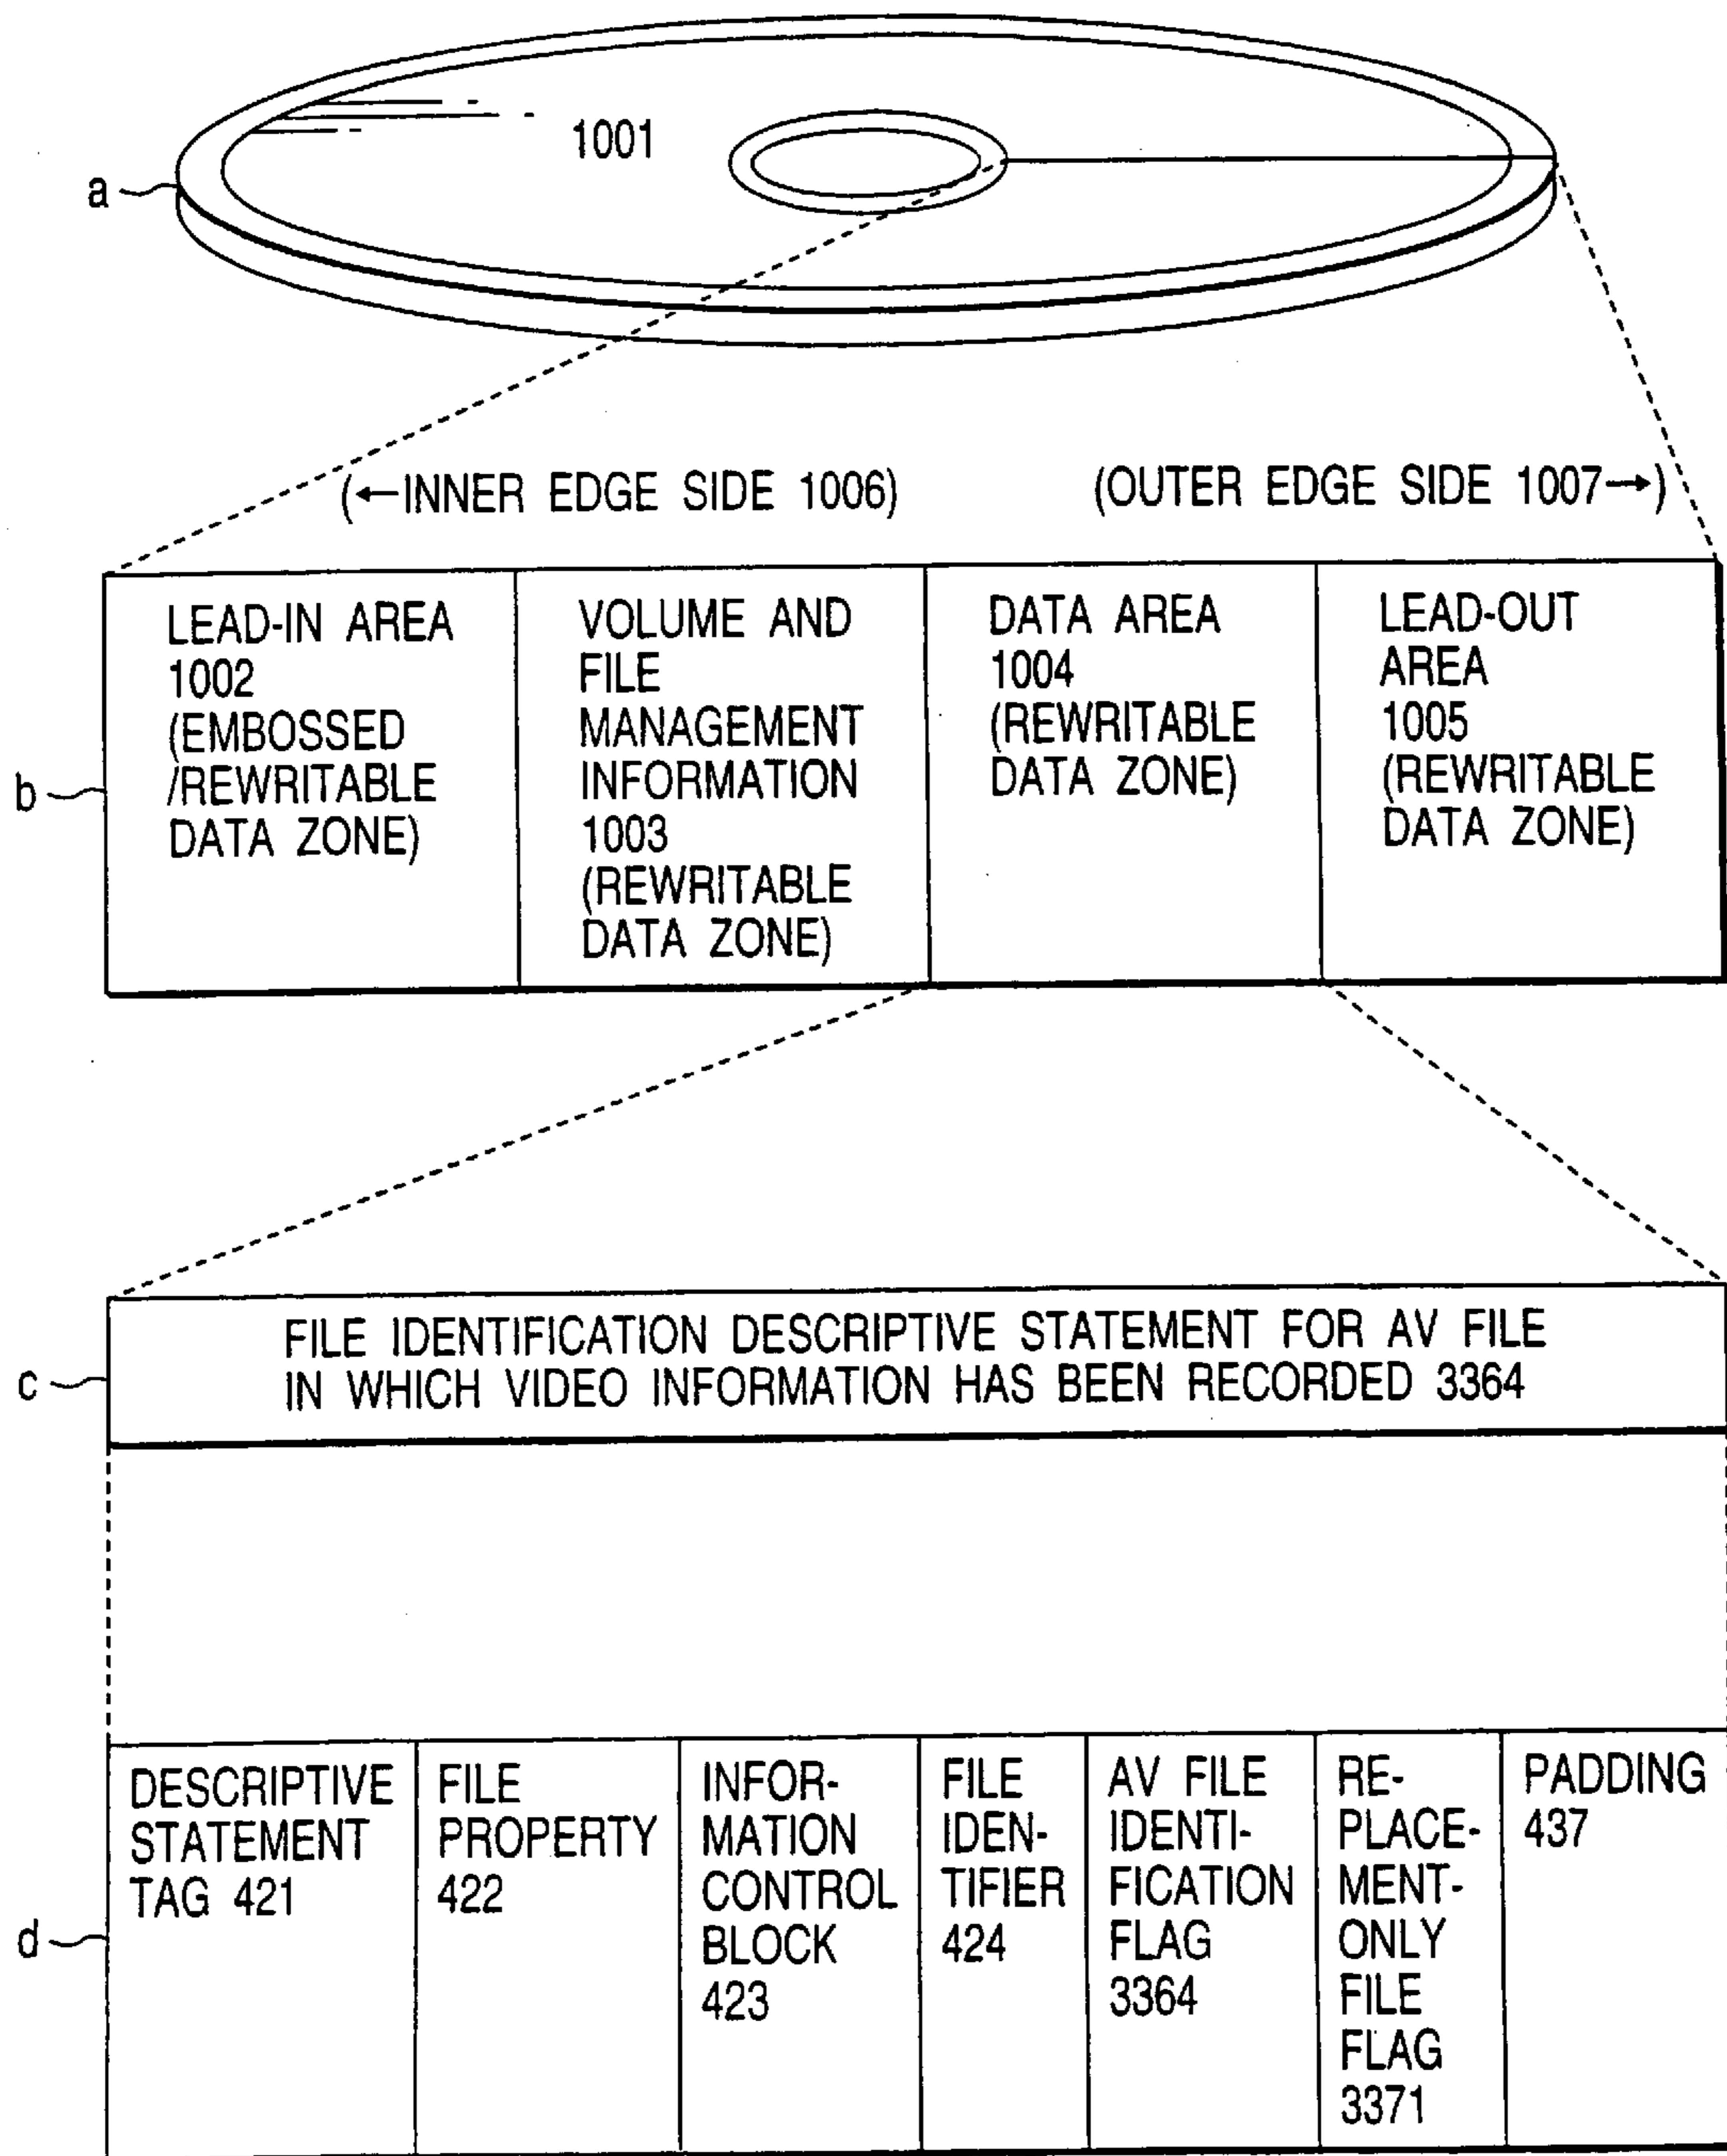 1001
a
(←INNER EDGE SIDE 1006)
(OUTER EDGE SIDE 1007→)
b
LEAD-IN AREA
1002
(EMBOSSED
/REWRITABLE
DATA ZONE)
VOLUME AND
FILE
MANAGEMENT
INFORMATION
1003
(REWRITABLE
DATA ZONE)
DATA AREA
1004
(REWRITABLE
DATA ZONE)
LEAD-OUT
AREA
1005
(REWRITABLE
DATA ZONE)
c
FILE IDENTIFICATION DESCRIPTIVE STATEMENT FOR AV FILE
IN WHICH VIDEO INFORMATION HAS BEEN RECORDED 3364
d
DESCRIPTIVE
STATEMENT
TAG 421
FILE
PROPERTY
422
INFOR-
MATION
CONTROL
BLOCK
423
FILE
IDEN-
TIFIER
424
AV FILE
IDENTI-
FICATION
FLAG
3364
RE-
PLACE-
MENT-
ONLY
FILE
FLAG
3371
PADDING
437